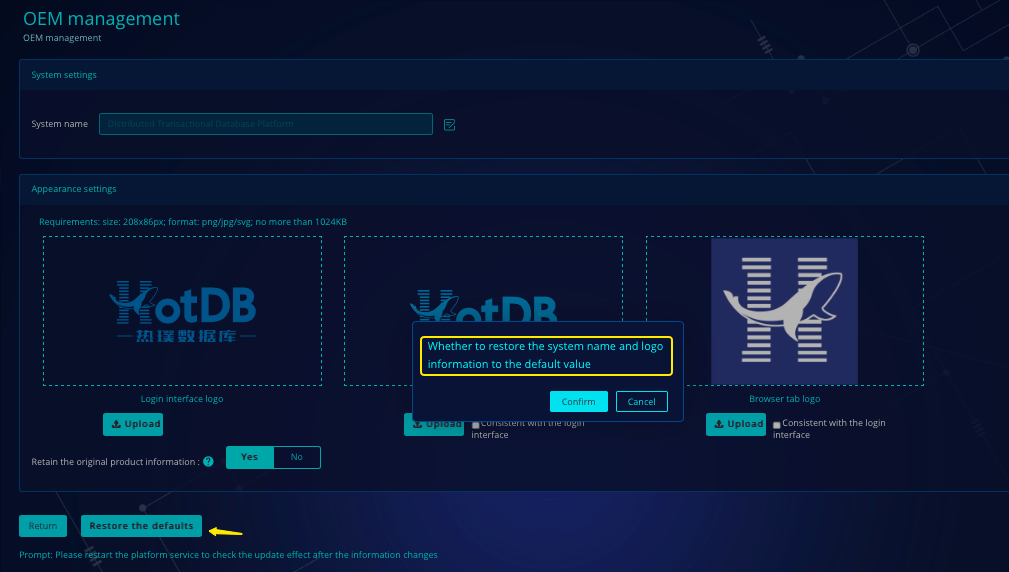 OEM management
OEM management
System settings
System name
Distributed Transactional Database Platform
Appearance settings
Requirements: size: 208x86px; format: png/jpg/svg; no more than 1024KB
HotDB
热璞数据库
HotDB
H
Whether to restore the system name and logo
information to the default value
Confirm
Cancel
Login interface logo
Browser tab logo
Upload
Upload
Consistent with the login
interface
Upload
Consistent with the login
interface
Retain the original product information :
?
Yes
No
Return
Restore the defaults
Prompt: Please restart the platform service to check the update effect after the information changes